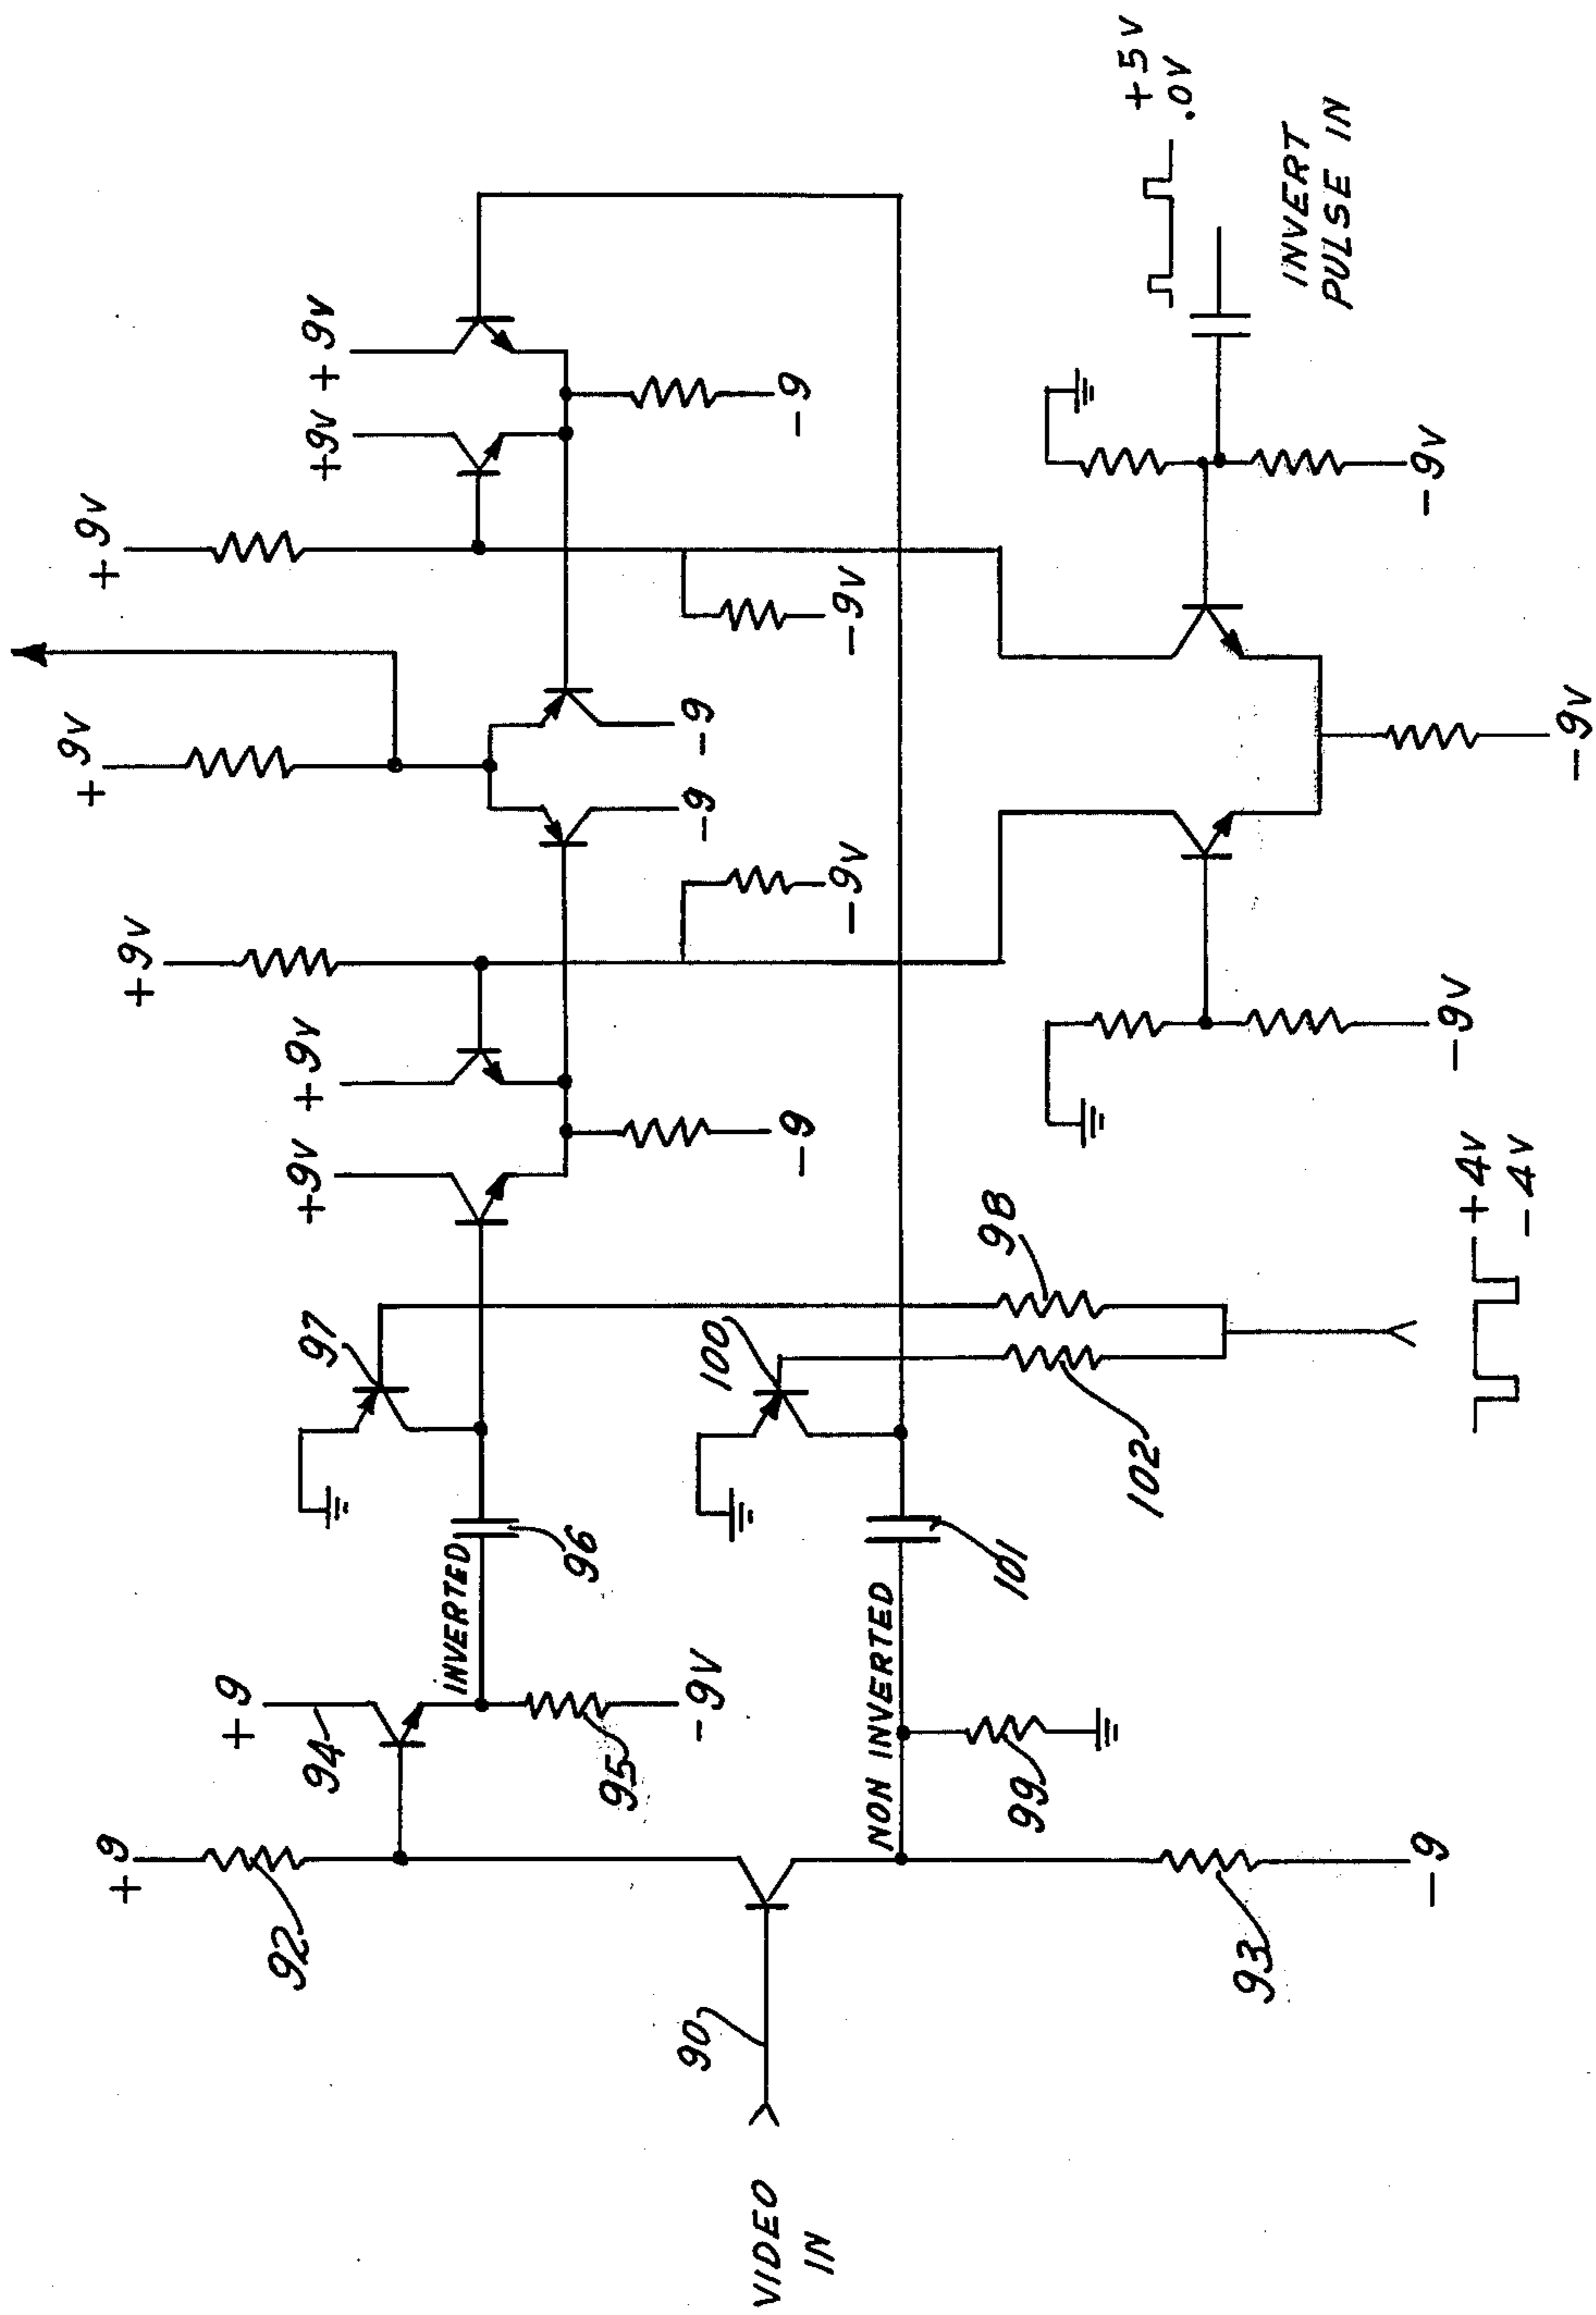 +9V
+9V
+9
+9V
+9
92
+9V
+9V
+9V
+9V
94
97
INVERTED
96
95
90
-9V
-9
-9
100
VIDEO
IN
-9
-9
-9V
-9V
NON INVERTED
98
101
99
102
+5V
.0V
93
INVERT
PULSE IN
-9
-9V
-9V
+4V
-4V
-9V